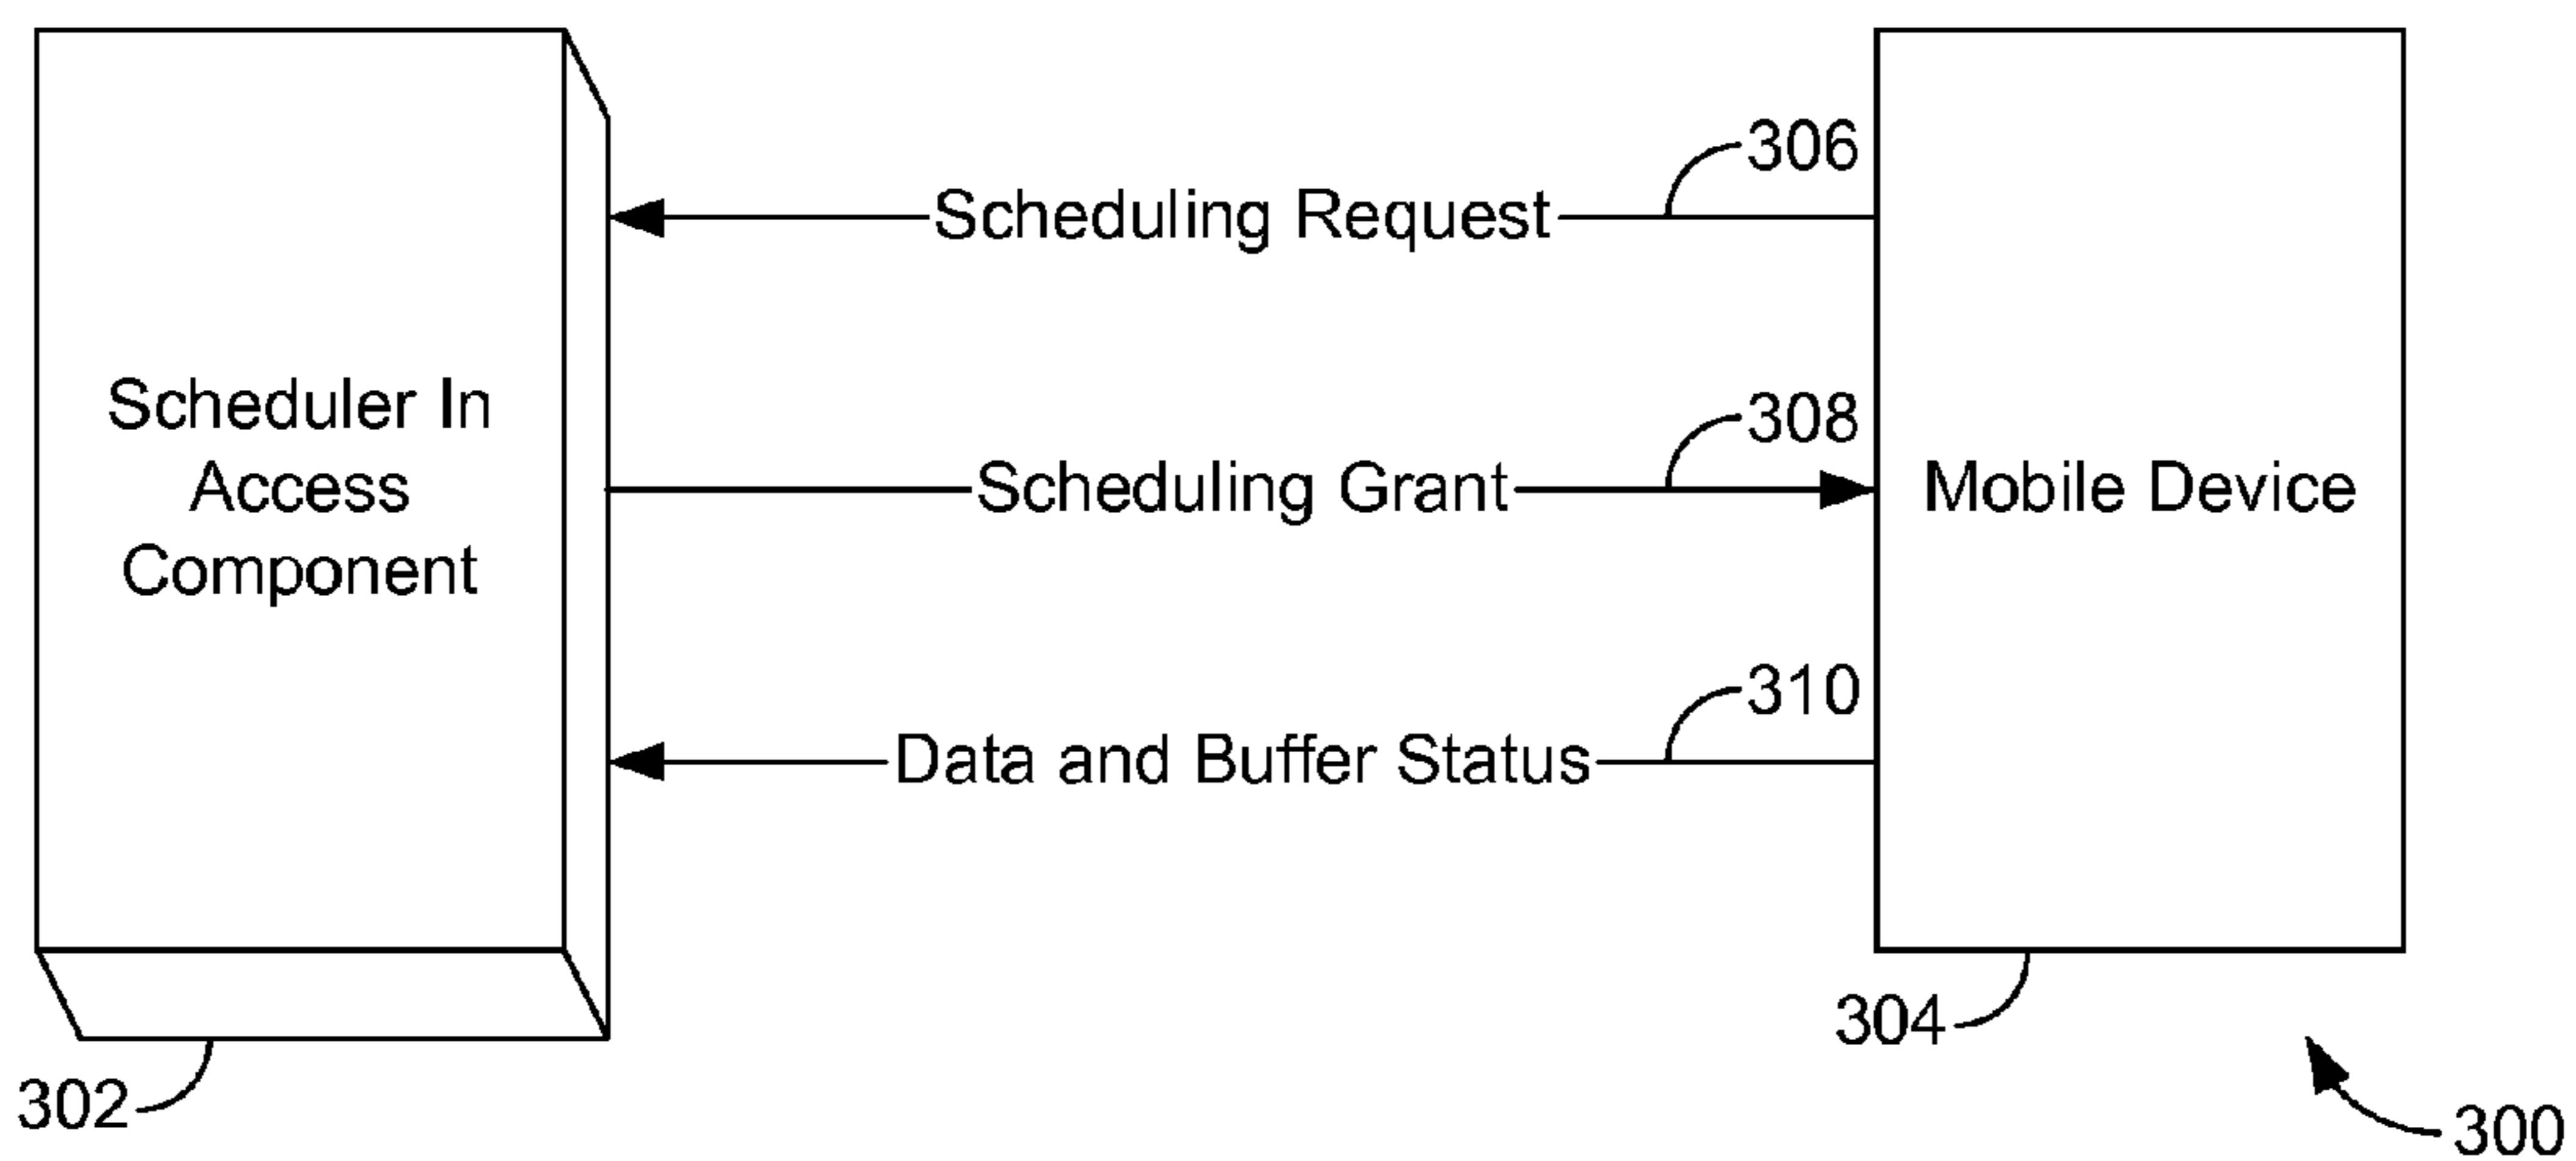 306
Scheduling Request
308
Scheduler In
Access
Component
Scheduling Grant
Mobile Device
310
Data and Buffer Status
304
302
300